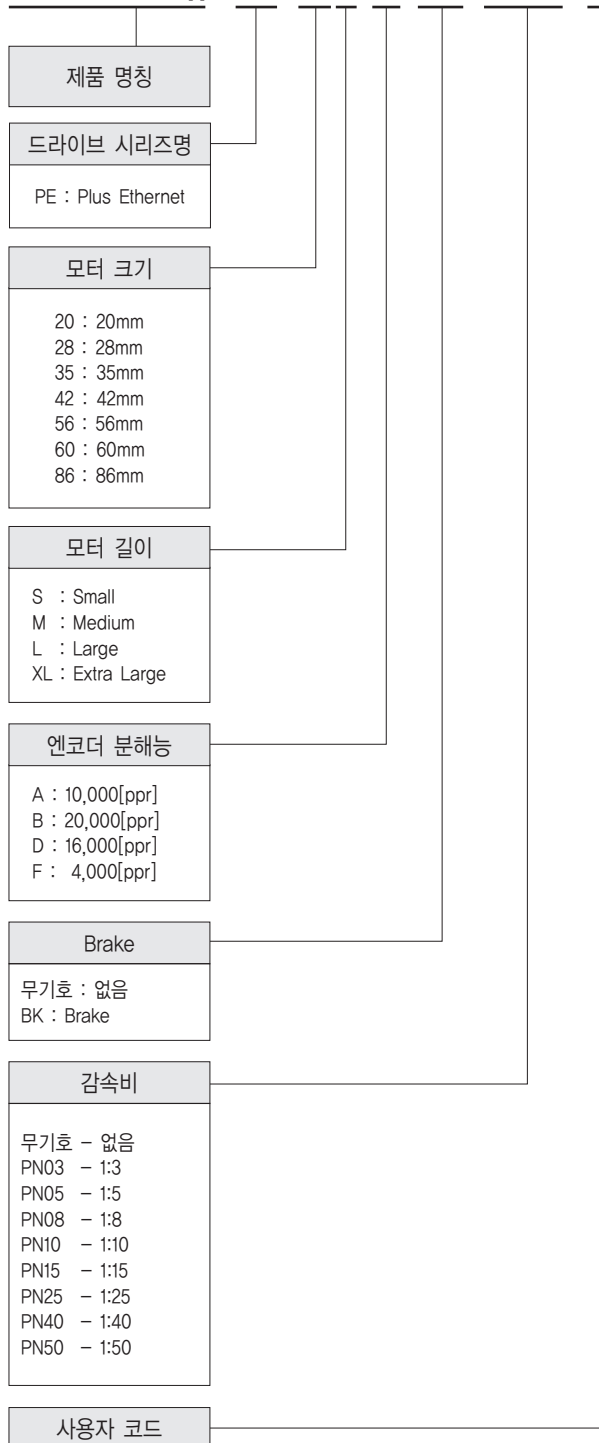 제품 명칭
드라이브 시리즈명
PE : Plus Ethernet
모터 크기
20 : 20mm
28 : 28mm
35 : 35mm
42 : 42mm
56 : 56mm
60 : 60mm
86 : 86mm
모터 길이
S : Small
M : Medium
L : Large
XL : Extra Large
엔코더 분해능
A : 10,000[ppr]
B : 20,000[ppr]
D : 16,000[ppr]
F : 4,000[ppr]
Brake
무기호 : 없음
BK : Brake
감속비
무기호 - 없음
PN03 - 1:3
PN05 - 1:5
PN08 - 1:8
PN10 - 1:10
PN15 - 1:15
PN25 - 1:25
PN40 - 1:40
PN50 - 1:50
사용자 코드